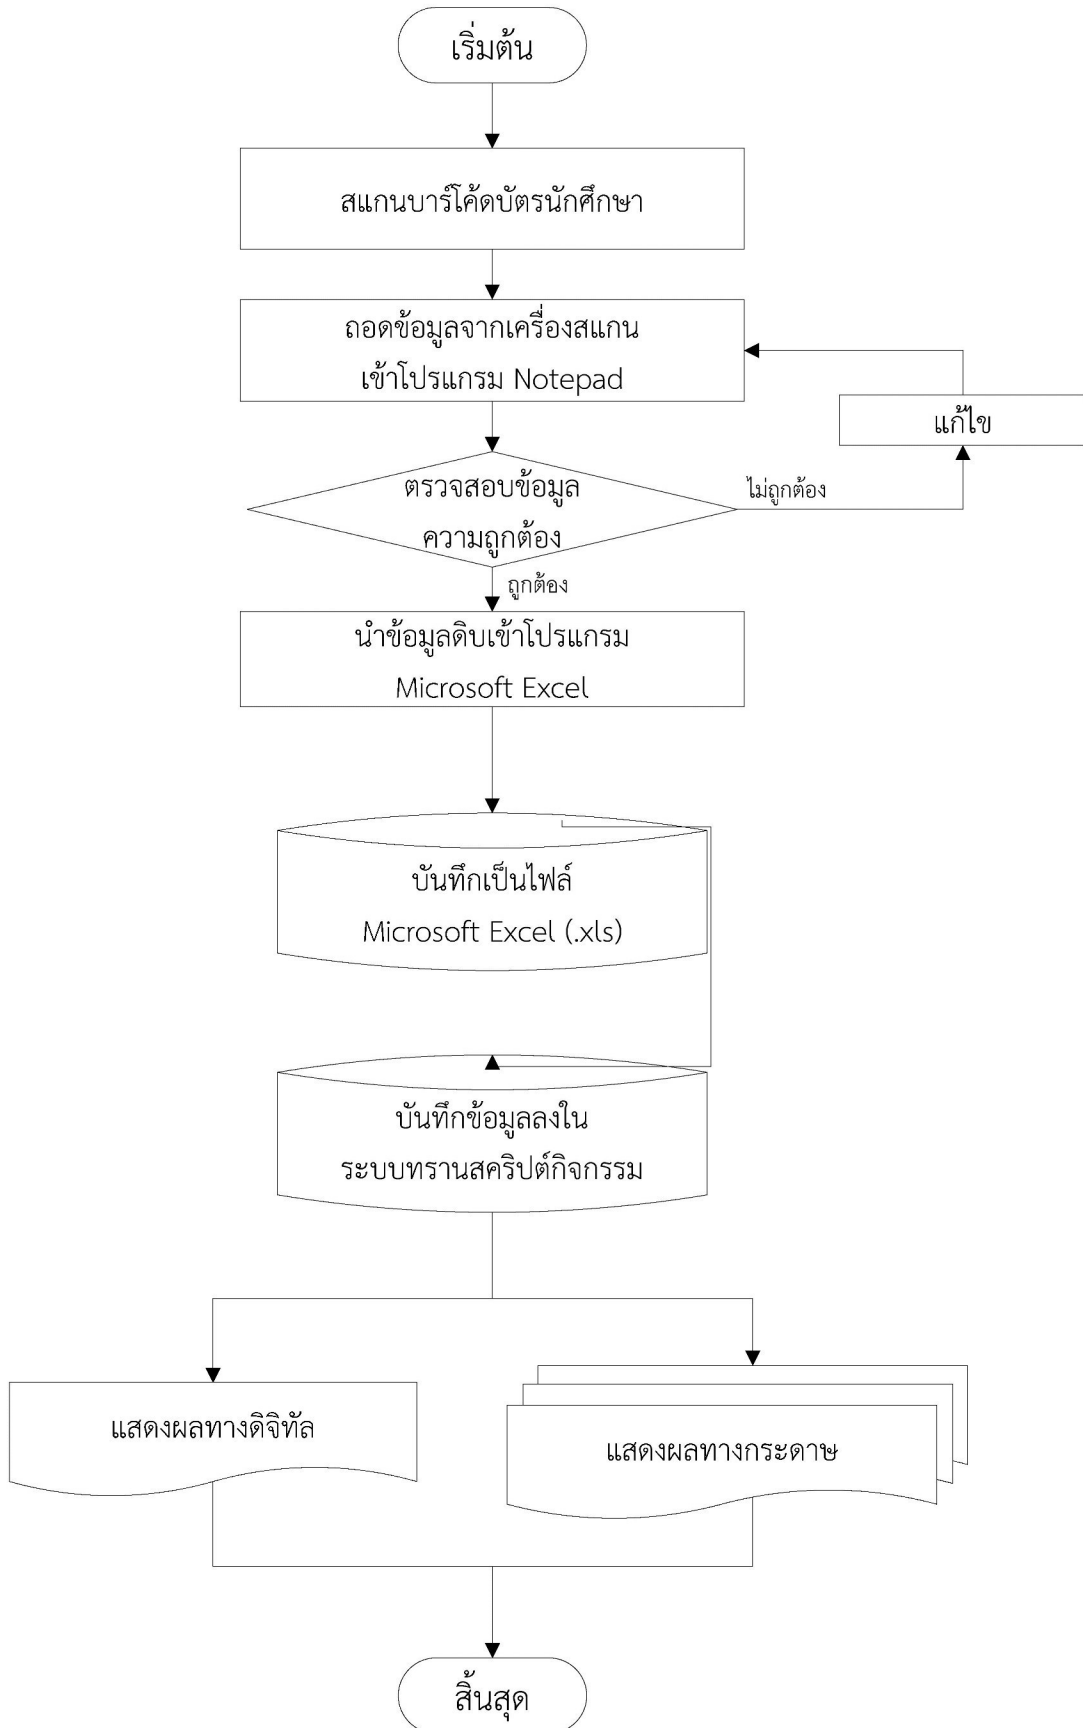 เริ่มต้น
สแกนบาร์โค้ดบัตรนักศึกษา
ถอดข้อมูลจากเครื่องสแกน
เข้าโปรแกรม Notepad
แก้ไข
ตรวจสอบข้อมูล
ความถูกต้อง
ไม่ถูกต้อง
ถูกต้อง
นำข้อมูลดิบเข้าโปรแกรม
Microsoft Excel
บันทึกเป็นไฟล์
Microsoft Excel (.xls)
บันทึกข้อมูลลงใน
ระบบทรานสคริปต์กิจกรรม
แสดงผลทางดิจิทัล
แสดงผลทางกระดาษ
สิ้นสุด